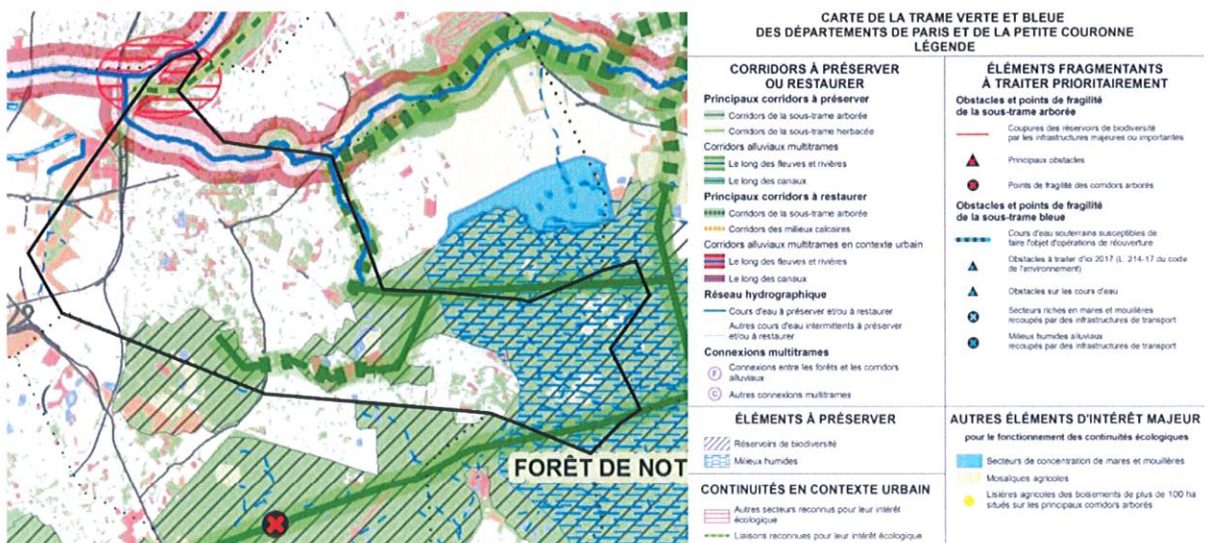 FORÊT DE NOT
CARTE DE LA TRAME VERTE ET BLEUE
DES DÉPARTEMENTS DE PARIS ET DE LA PETITE COURONNE
LÉGENDE
CORRIDORS À PRÉSERVER
OU RESTAURER
Principaux corridors à préserver
Corridors de la sous-trame arborée
Corridors de la sous-trame herbacée
Corridors alluviaux multitrames
Le long des fleuves et rivières
Le long des canaux
Principaux corridors à restaurer
Corridors de la sous-trame arborée
Corridors des milieux calcaires
Corridors alluviaux multitrames en contexte urbain
Le long des fleuves et rivières
Le long des canaux
Réseau hydrographique
Cours d'eau à préserver et/ou à restaurer
Autres cours d'eau intermittents à préserver
et/ou à restaurer
Connexions multitrames
F
Connexions entre les forêts et les corridors
alluviaux
C
Autres connexions multitrames
ÉLÉMENTS À PRÉSERVER
Réservoirs de biodiversité
Milieux humides
CONTINUITÉS EN CONTEXTE URBAIN
Autres secteurs reconnus pour leur intérêt
écologique
Liaisons reconnues pour leur intérêt écologique
ÉLÉMENTS FRAGMENTANTS
À TRAITER PRIORITAIREMENT
Obstacles et points de fragilité
de la sous-trame arborée
Coupures des réservoirs de biodiversité
par les infrastructures majeures ou importantes
Principaux obstacles
Points de fragilité des corridors arborés
Obstacles et points de fragilité
de la sous-trame bleue
Cours d'eau souterrains susceptibles de
faire l'objet d'opérations de réouverture
Obstacles à traiter d'ici 2017 (L. 214-17 du code
de l'environnement)
Obstacles sur les cours d'eau
Secteurs riches en mares et mouillères
recoupés par des infrastructures de transport
Milieux humides alluviaux
recoupés par des infrastructures de transport
AUTRES ÉLÉMENTS D'INTÉRÊT MAJEUR
pour le fonctionnement des continuités écologiques
Secteurs de concentration de mares et mouillères
Mosaïques agricoles
Lisières agricoles des boisements de plus de 100 ha
situés sur les principaux corridors arborés